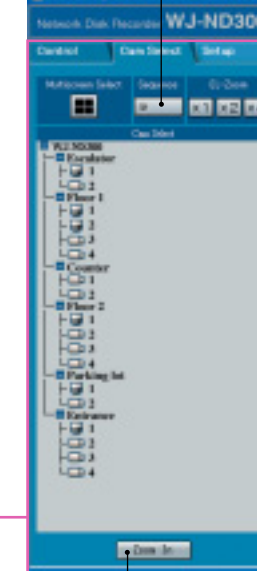 Network Disk Recorder WJ-ND300
Control Cam Select Setup
Multiscreen Select Sequence El-Zoom
x1 x2
Cam Select
WJ-ND300
Escalator
1
2
Floor 1
1
2
3
4
Counter
1
2
Floor 2
1
2
3
4
Parking lot
1
2
Entrance
1
2
3
4
Zoom In